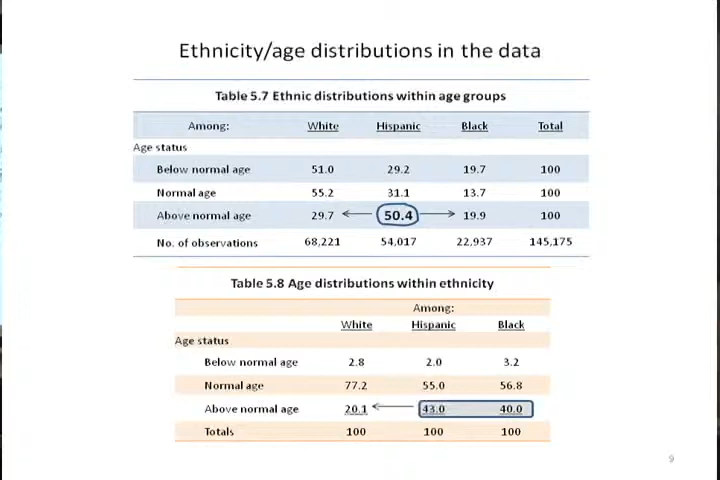 Ethnicity/age distributions in the data
Table 5.7 Ethnic distributions within age groups
Among: White Hispanic Black Total
Age status
Below normal age 51.0 29.2 19.7 100
Normal age 55.2 31.1 13.7 100
Above normal age 29.7 50.4 19.9 100
No. of observations 68,221 54,017 22,937 145,175
Table 5.8 Age distributions within ethnicity
Among:
White Hispanic Black
Age status
Below normal age 2.8 2.0 3.2
Normal age 77.2 55.0 56.8
Above normal age 20.1 43.0 40.0
Totals 100 100 100
9